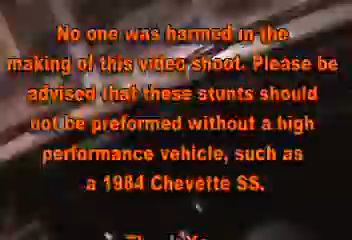 No one was harmed in the
making of this video shoot. Please be
advised that these stunts should
not be preformed without a high
performance vehicle, such as
a 1984 Chevette SS.